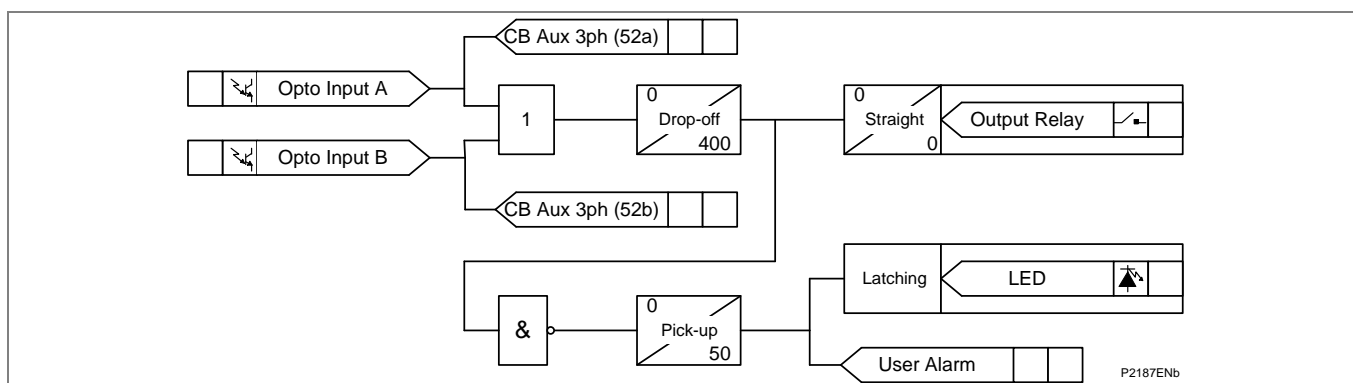 CB Aux 3ph (52a)
Opto Input A
1
0
Drop-off
400
0
Straight
0
Output Relay
Opto Input B
CB Aux 3ph (52b)
&
0
Pick-up
50
Latching
LED
User Alarm
P2187ENb